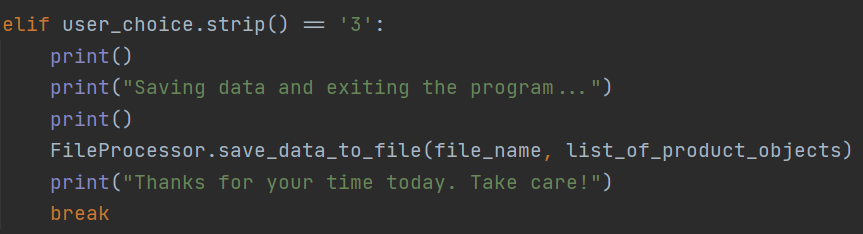 elif user_choice.strip() == '3':
    print()
    print("Saving data and exiting the program...")
    print()
    FileProcessor.save_data_to_file(file_name, list_of_product_objects)
    print("Thanks for your time today. Take care!")
    break